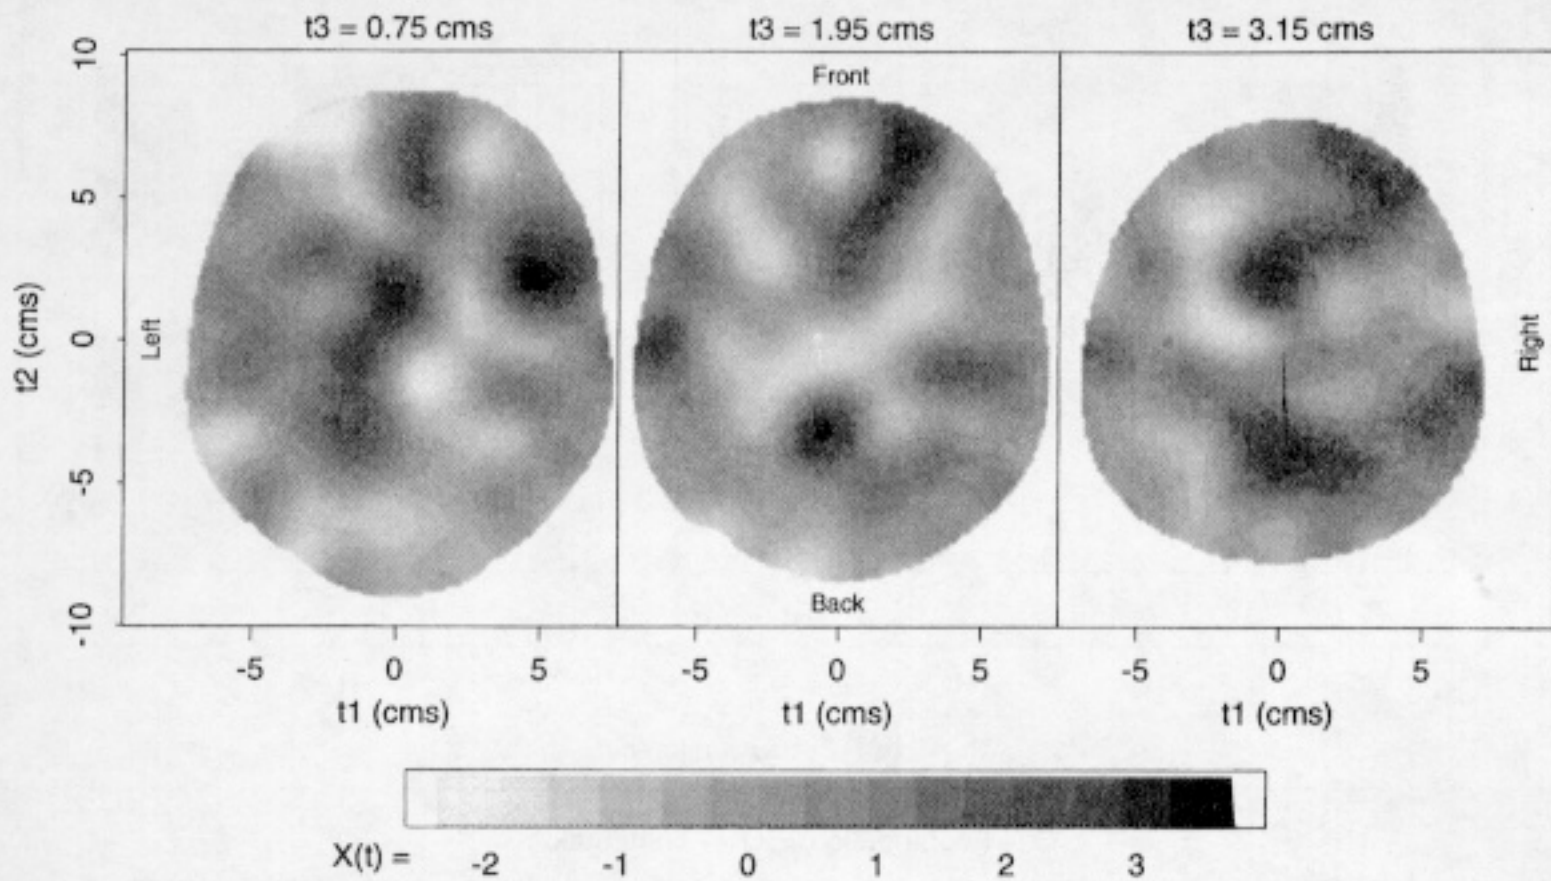 t3 = 0.75 cms
t3 = 1.95 cms
t3 = 3.15 cms
10
5
0
-5
-10
t2 (cms)
Left
Front
Back
Right
-5 0 5
-5 0 5
-5 0 5
t1 (cms)
t1 (cms)
t1 (cms)
X(t) = -2 -1 0 1 2 3